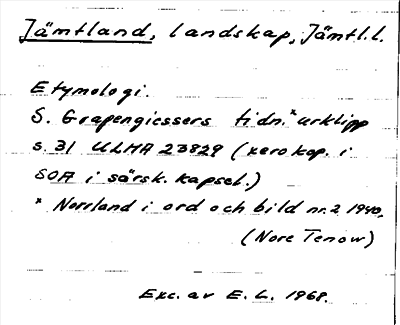 Jämtland, landskap, Jämtl.l.
Etymologi.
S. Grapengiessers tidn.*urklipp
s. 31 ULMA 23829 (xerokop. i
SOA i särsk. kapsel.)
* Norrland i ord och bild nr. 2 1940.
(Nore Tenow)
Exc. av E. L. 1968.